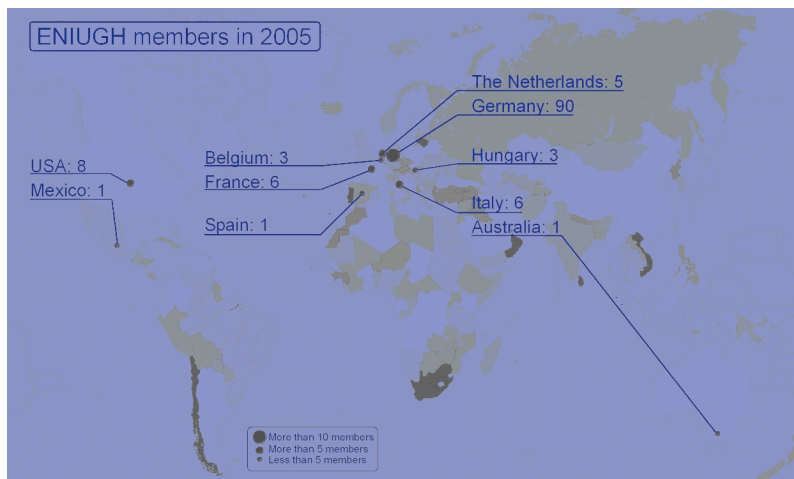 ENIUGH members in 2005
The Netherlands: 5
Germany: 90
Belgium: 3
Hungary: 3
USA: 8
France: 6
Mexico: 1
Italy: 6
Spain: 1
Australia: 1
More than 10 members
More than 5 members
Less than 5 members